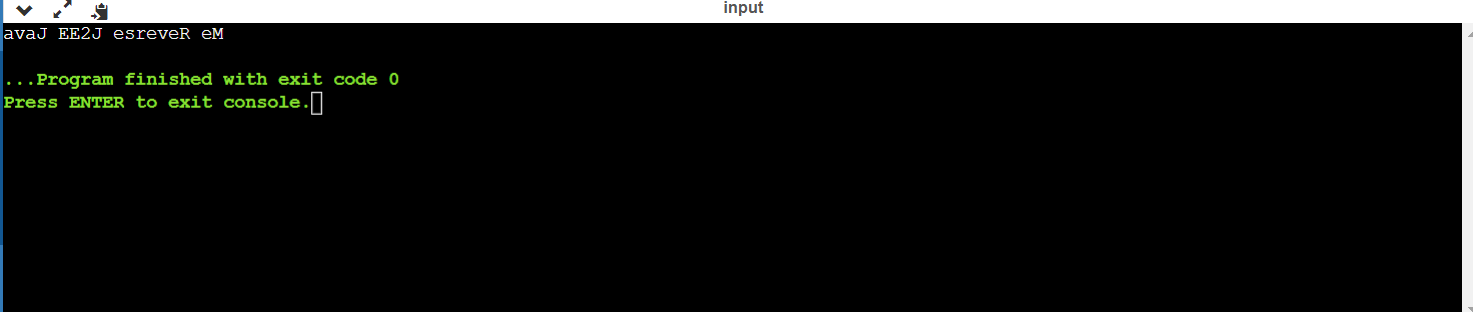 input
avaJ EE2J esreveR eM
...Program finished with exit code 0
Press ENTER to exit console.